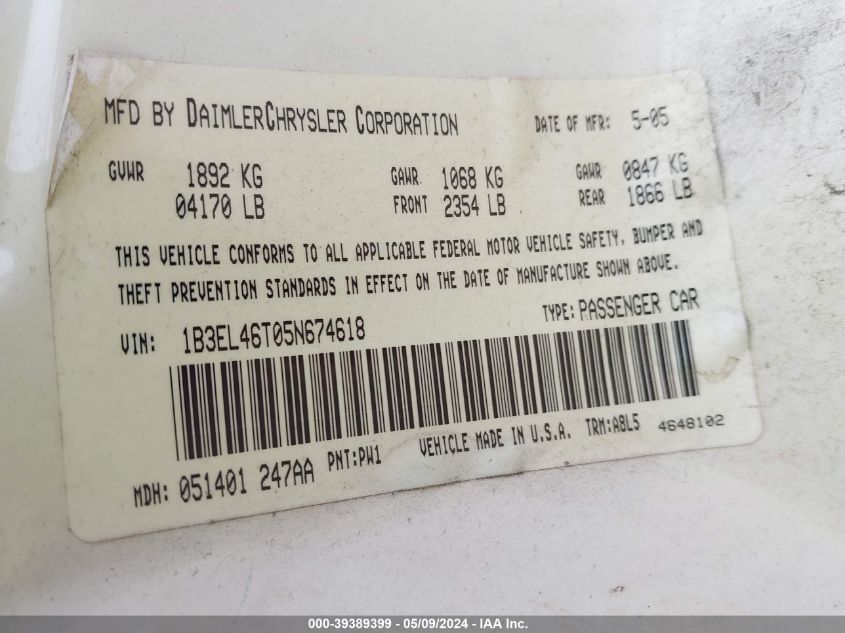 MFD BY DAIMLERCHRYSLER CORPORATION DATE OF MFR: 5-05
GVWR 1892 KG GAWR 1068 KG GAWR 0847 KG
04170 LB FRONT 2354 LB REAR 1866 LB
THIS VEHICLE CONFORMS TO ALL APPLICABLE FEDERAL MOTOR VEHICLE SAFETY, BUMPER AND
THEFT PREVENTION STANDARDS IN EFFECT ON THE DATE OF MANUFACTURE SHOWN ABOVE.
VIN: 1B3EL46T05N674618 TYPE: PASSENGER CAR
MDH: 051401 247AA PNT:PW1 VEHICLE MADE IN U.S.A. TRM:A8L5 4648102
000-39389399 - 05/09/2024 - IAA Inc.